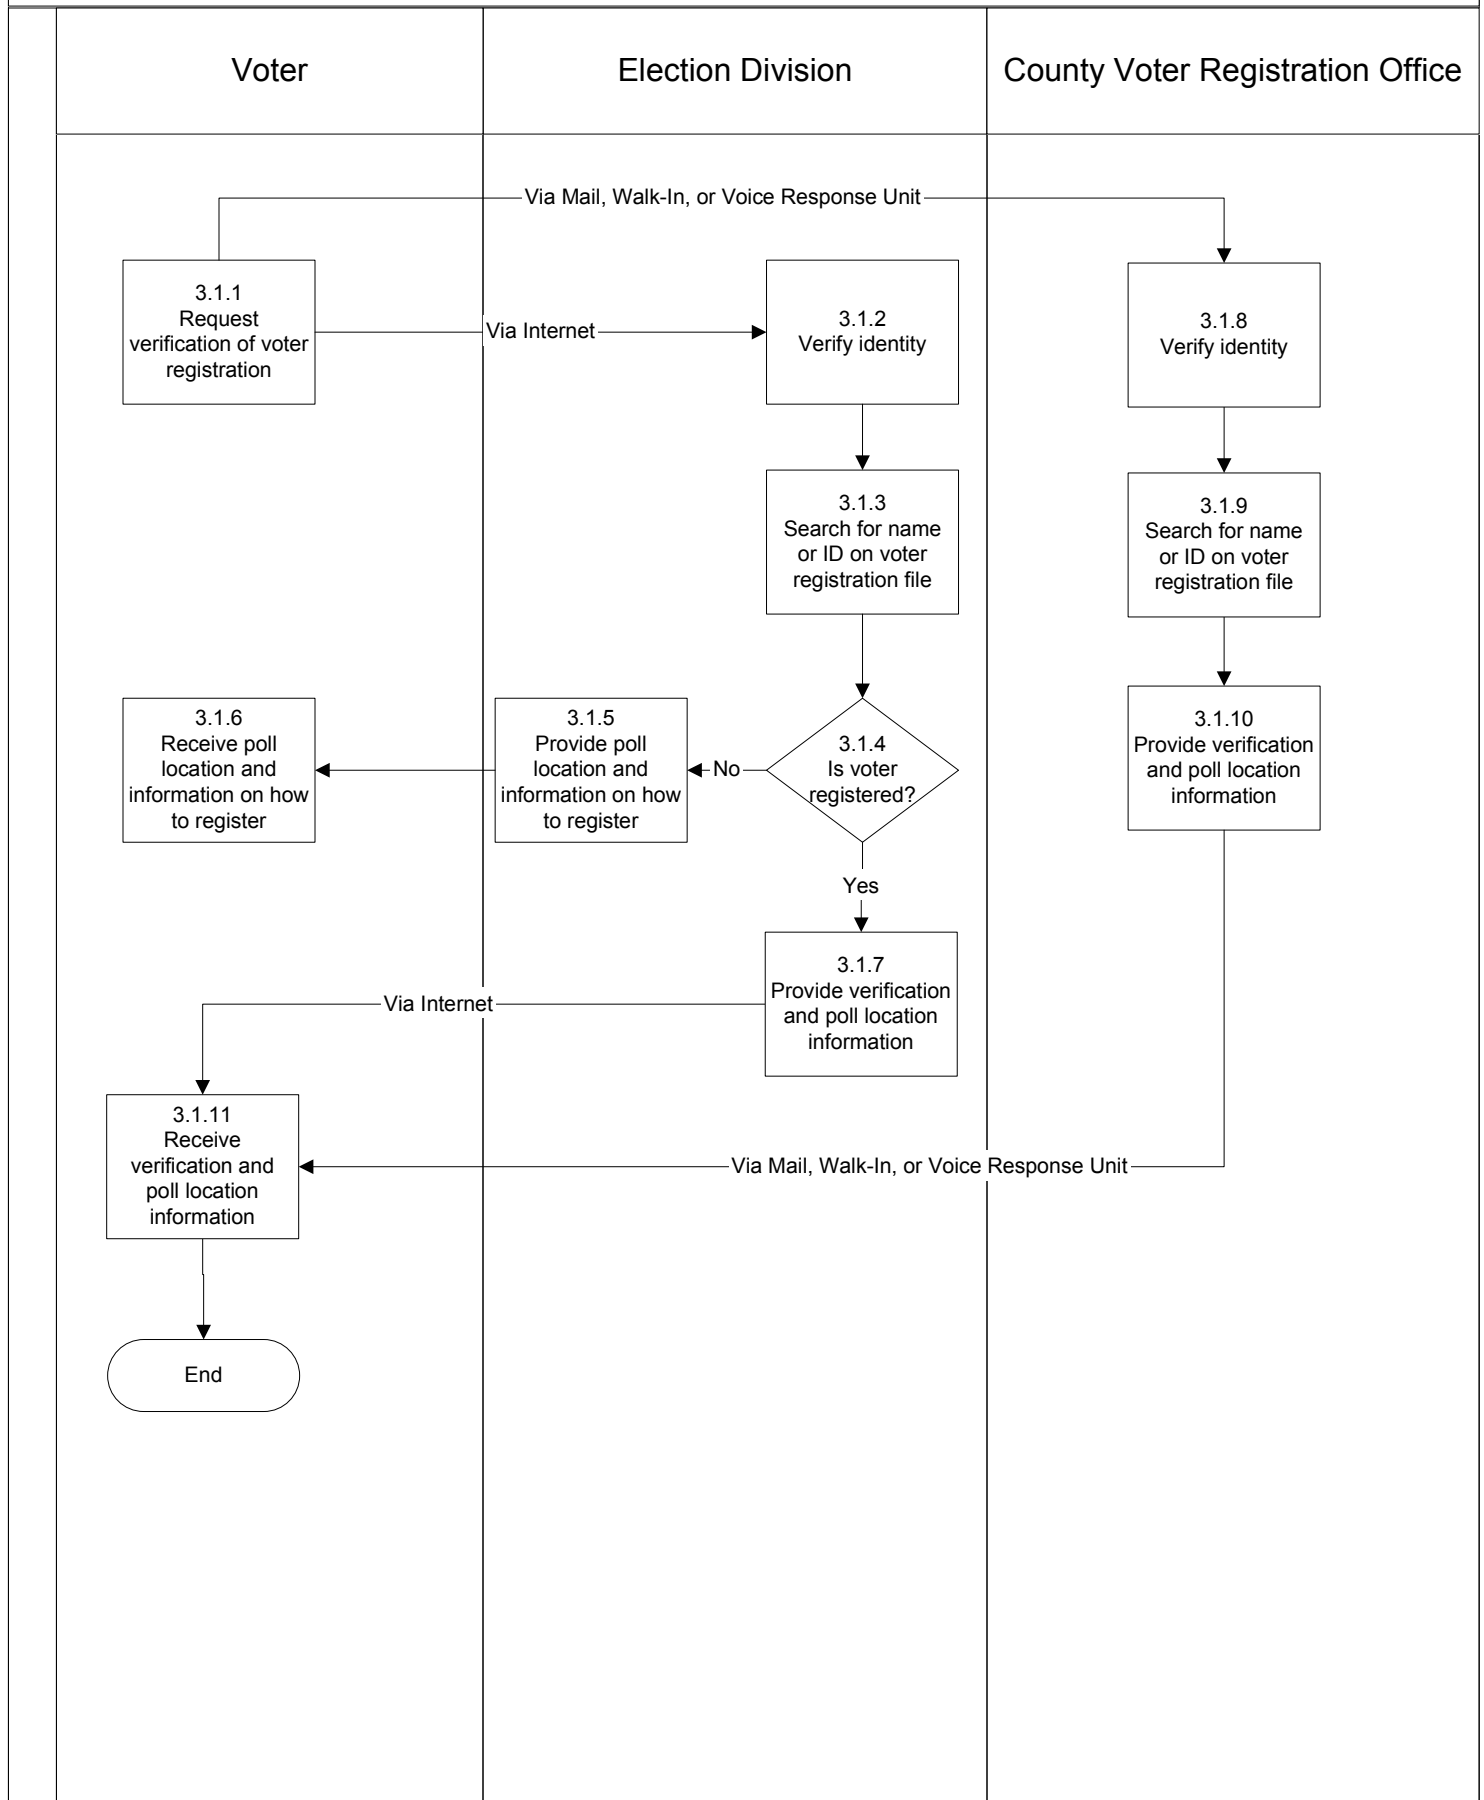 Voter
Election Division
County Voter Registration Office
Via Mail, Walk-In, or Voice Response Unit
3.1.1
Request
verification of voter
registration
Via Internet
3.1.2
Verify identity
3.1.8
Verify identity
3.1.3
Search for name
or ID on voter
registration file
3.1.9
Search for name
or ID on voter
registration file
3.1.6
Receive poll
location and
information on how
to register
3.1.5
Provide poll
location and
information on how
to register
No
3.1.4
Is voter
registered?
3.1.10
Provide verification
and poll location
information
Yes
3.1.7
Provide verification
and poll location
information
Via Internet
3.1.11
Receive
verification and
poll location
information
Via Mail, Walk-In, or Voice Response Unit
End